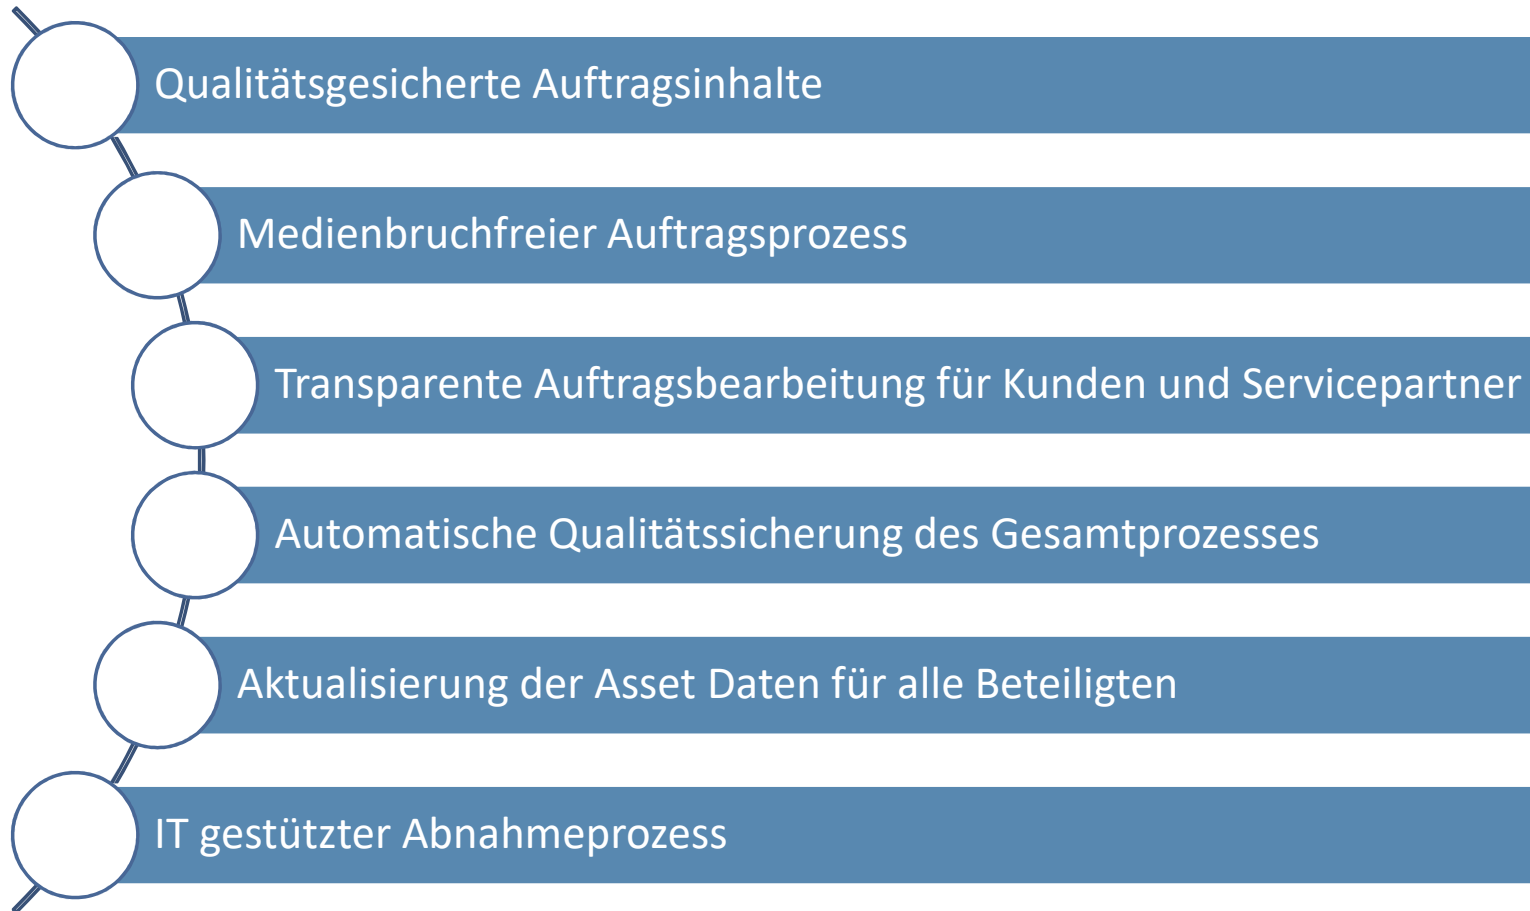 Qualitätsgesicherte Auftragsinhalte
Medienbruchfreier Auftragsprozess
Transparente Auftragsbearbeitung für Kunden und Servicepartner
Automatische Qualitätssicherung des Gesamtprozesses
Aktualisierung der Asset Daten für alle Beteiligten
IT gestützter Abnahmeprozess